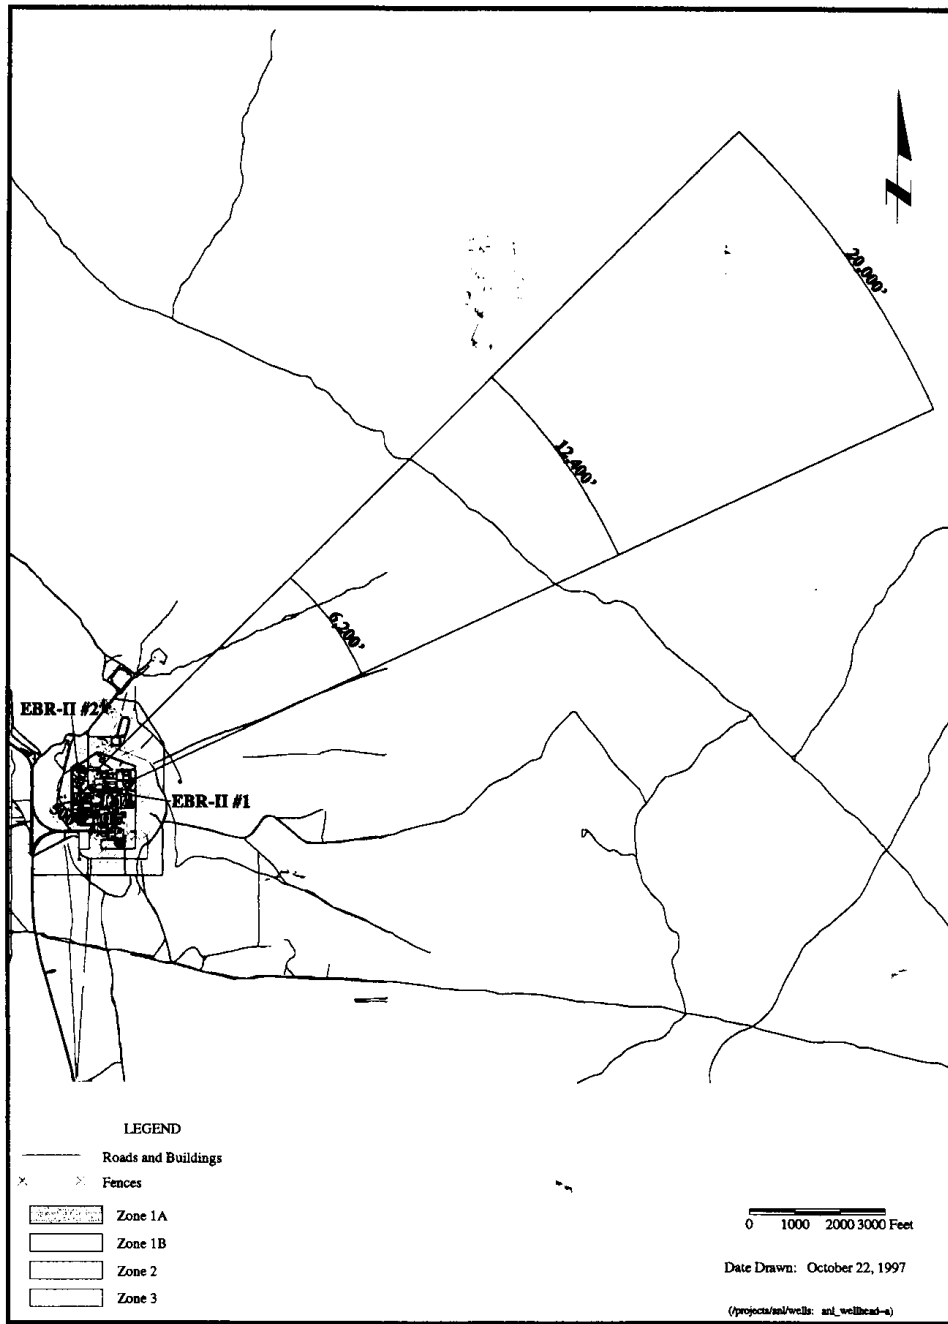 20,000'
12,400'
6,200'
EBR-II #2
EBR-II #1
LEGEND
Roads and Buildings
Fences
Zone 1A
Zone 1B
Zone 2
Zone 3
0 1000 2000 3000 Feet
Date Drawn: October 22, 1997
(/projects/anl/wells: anl_wellhead-a)